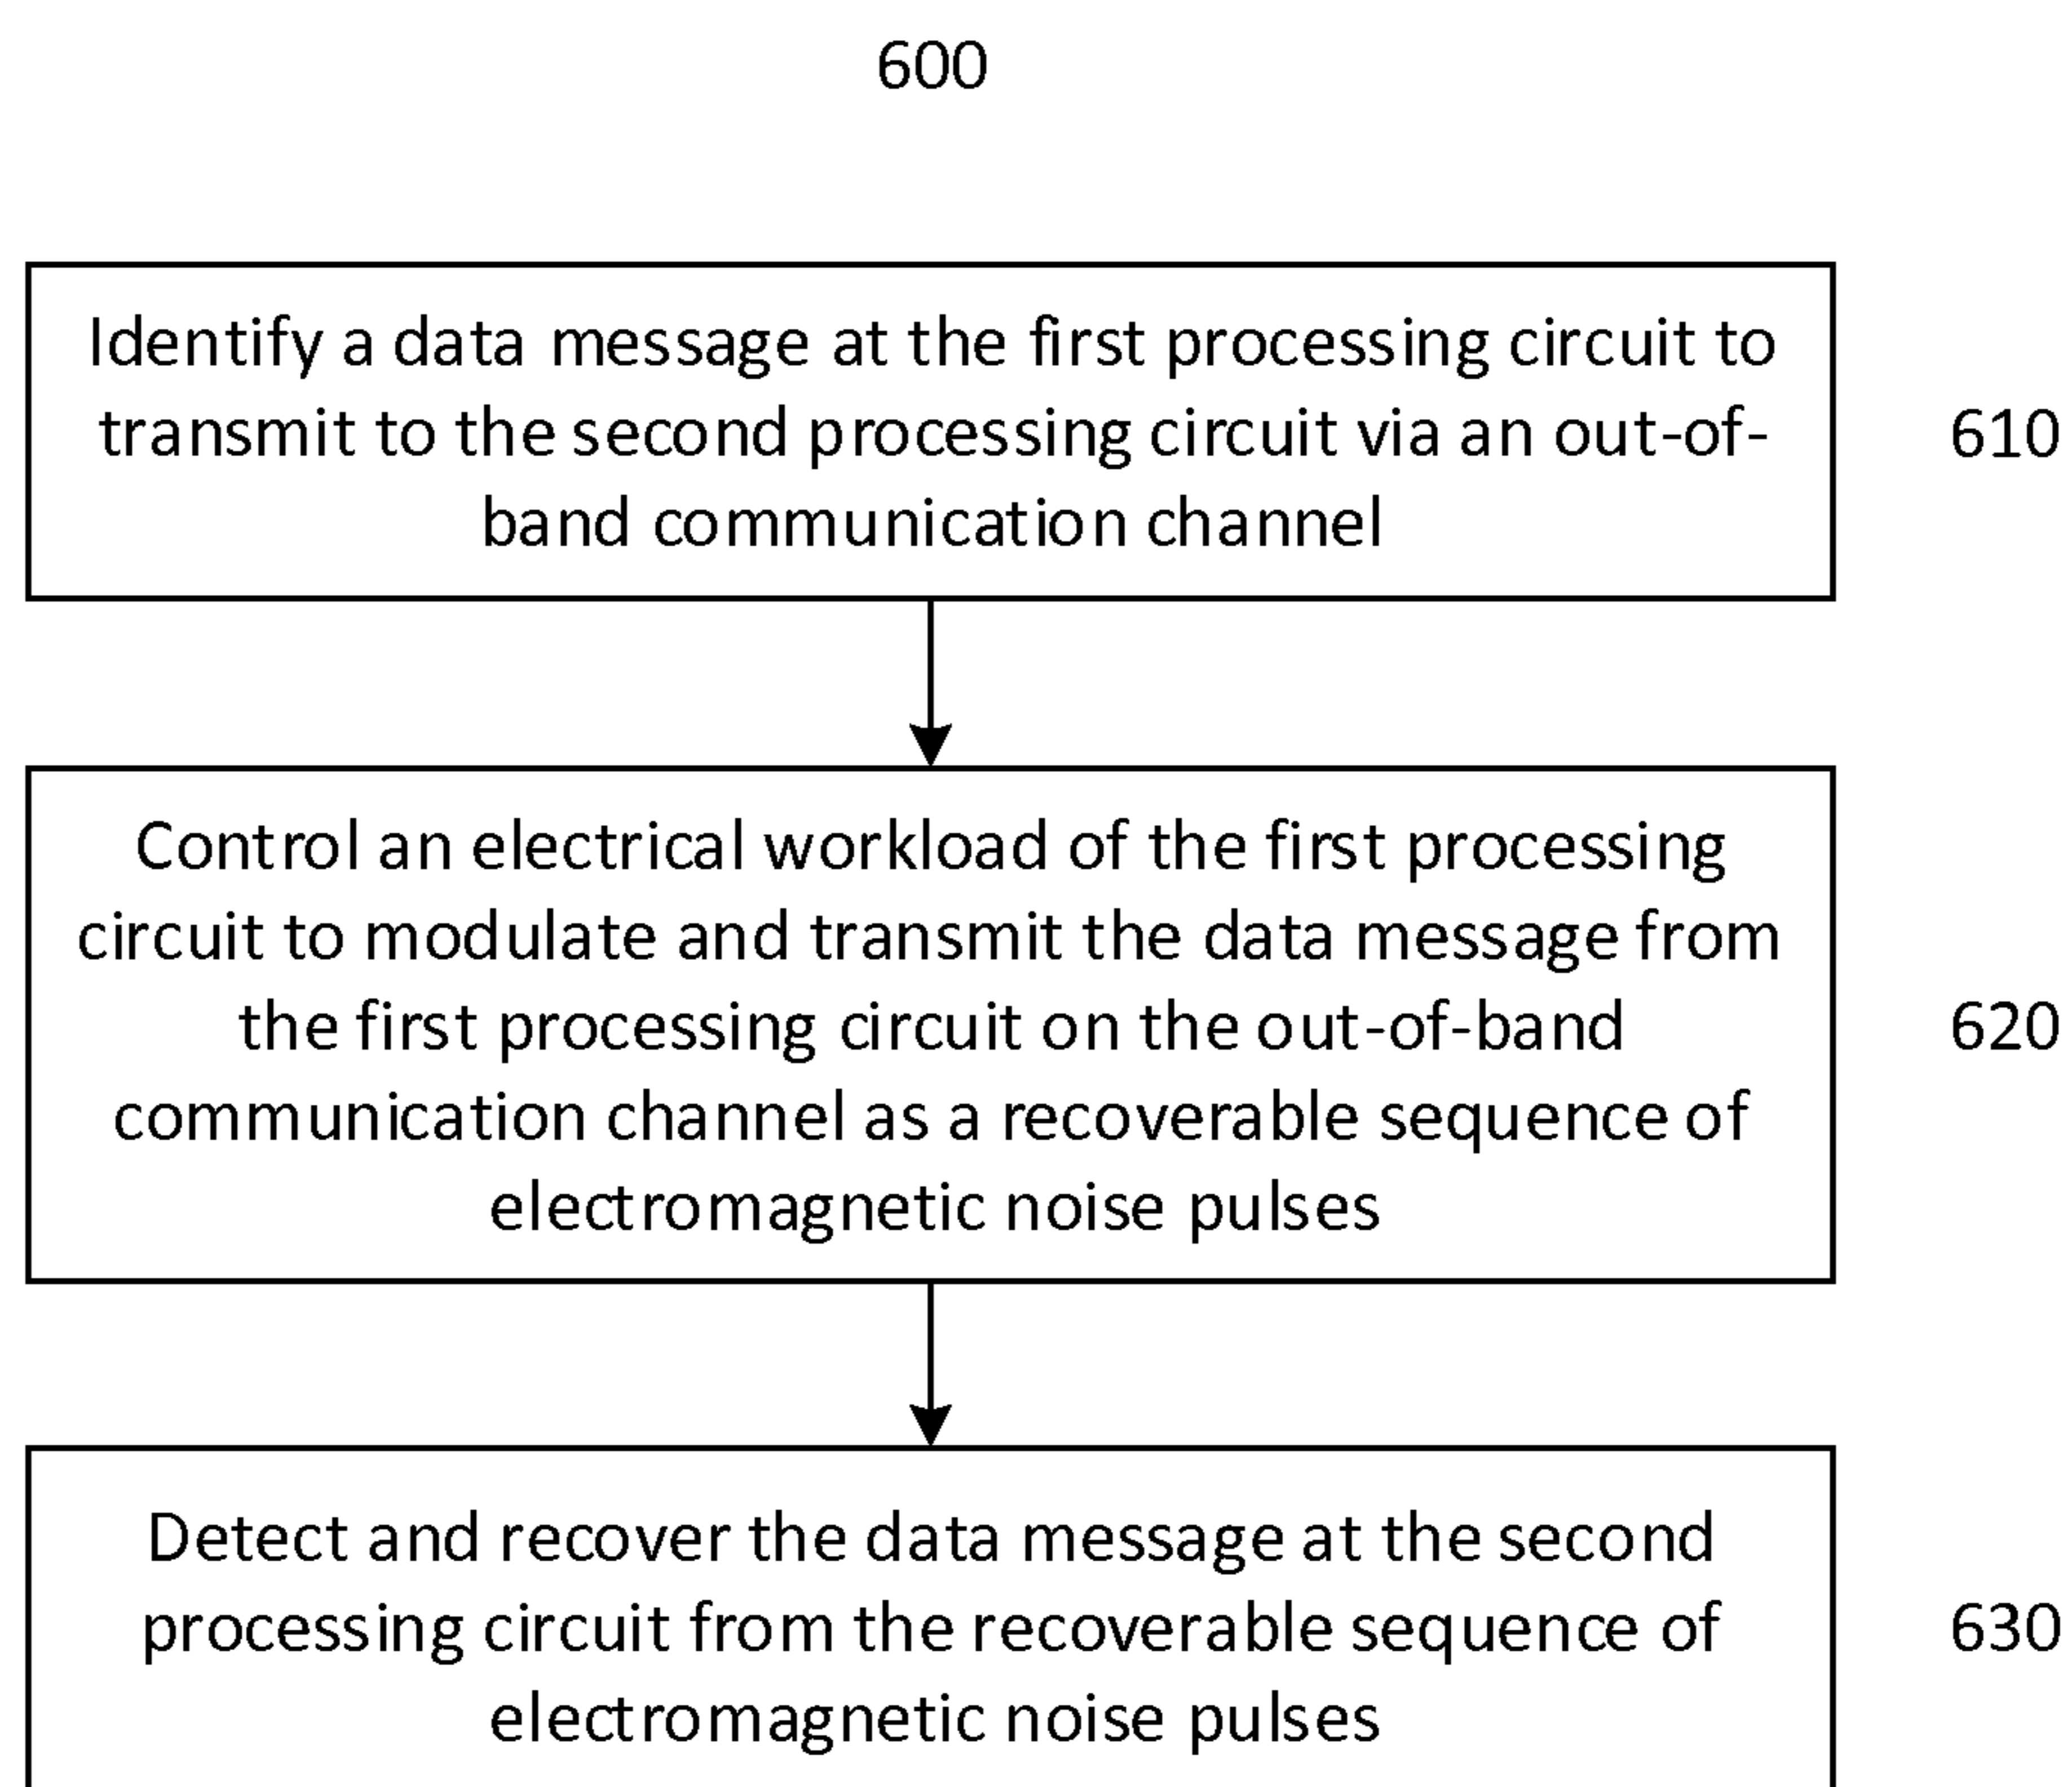 600
Identify a data message at the first processing circuit to
transmit to the second processing circuit via an out-of-
band communication channel
610
Control an electrical workload of the first processing
circuit to modulate and transmit the data message from
the first processing circuit on the out-of-band
communication channel as a recoverable sequence of
electromagnetic noise pulses
620
Detect and recover the data message at the second
processing circuit from the recoverable sequence of
electromagnetic noise pulses
630